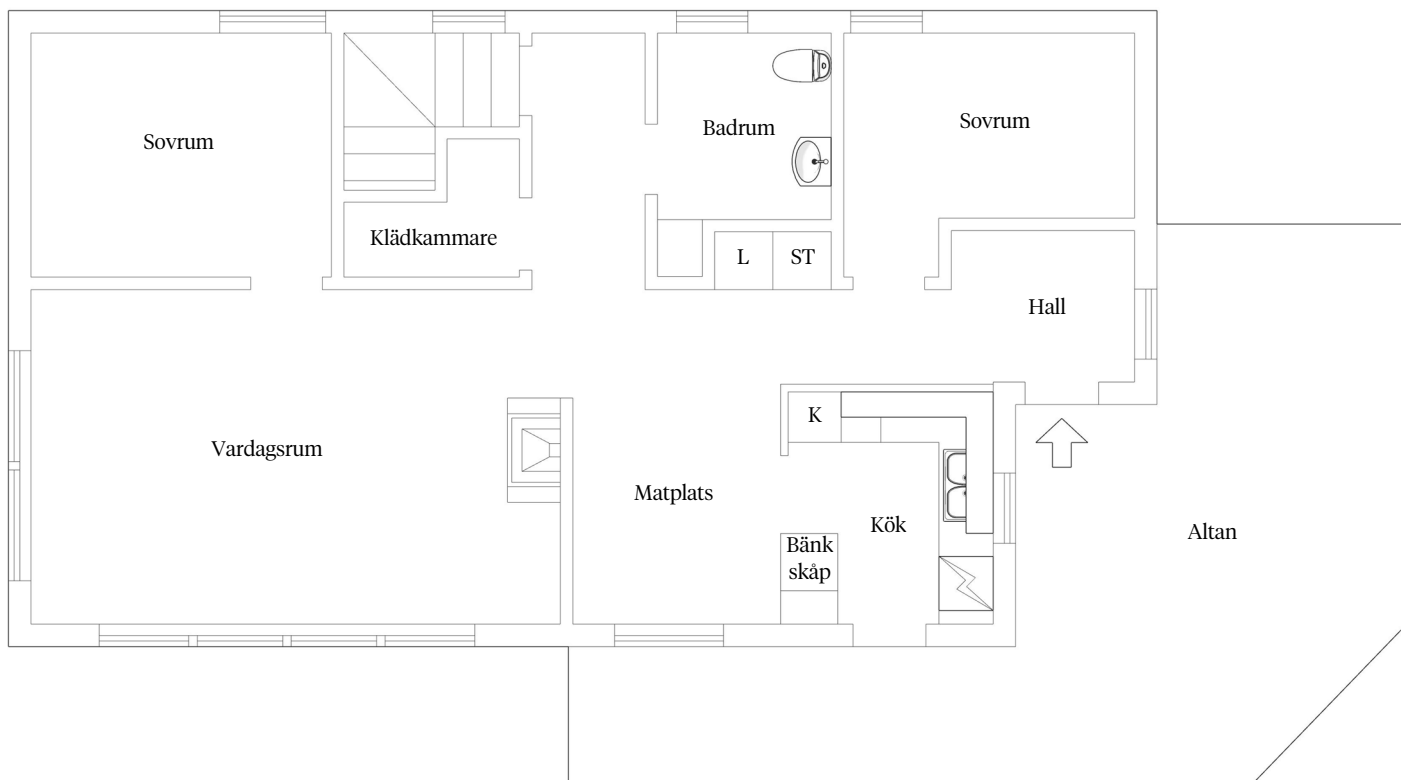 Sovrum
Badrum
Sovrum
Klädkammare
L
ST
Hall
Vardagsrum
K
Matplats
Kök
Bänk
skåp
Altan